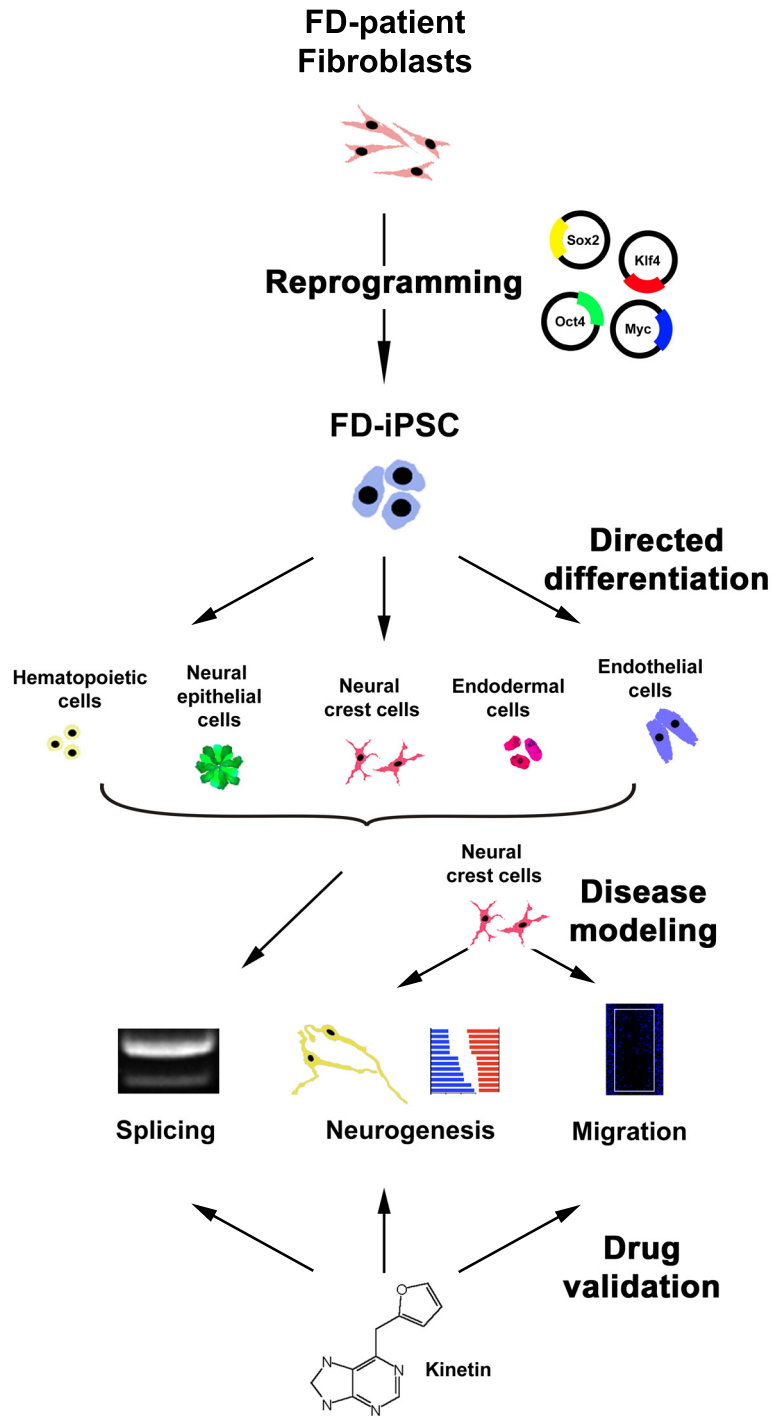 FD-patient
Fibroblasts
Sox2
Klf4
Reprogramming
Oct4
Myc
FD-iPSC
Directed
differentiation
Hematopoietic
cells
Neural
epithelial
cells
Neural
crest cells
Endodermal
cells
Endothelial
cells
Neural
crest cells
Disease
modeling
Splicing
Neurogenesis
Migration
Drug
validation
O
N
N
N
N
Kinetin